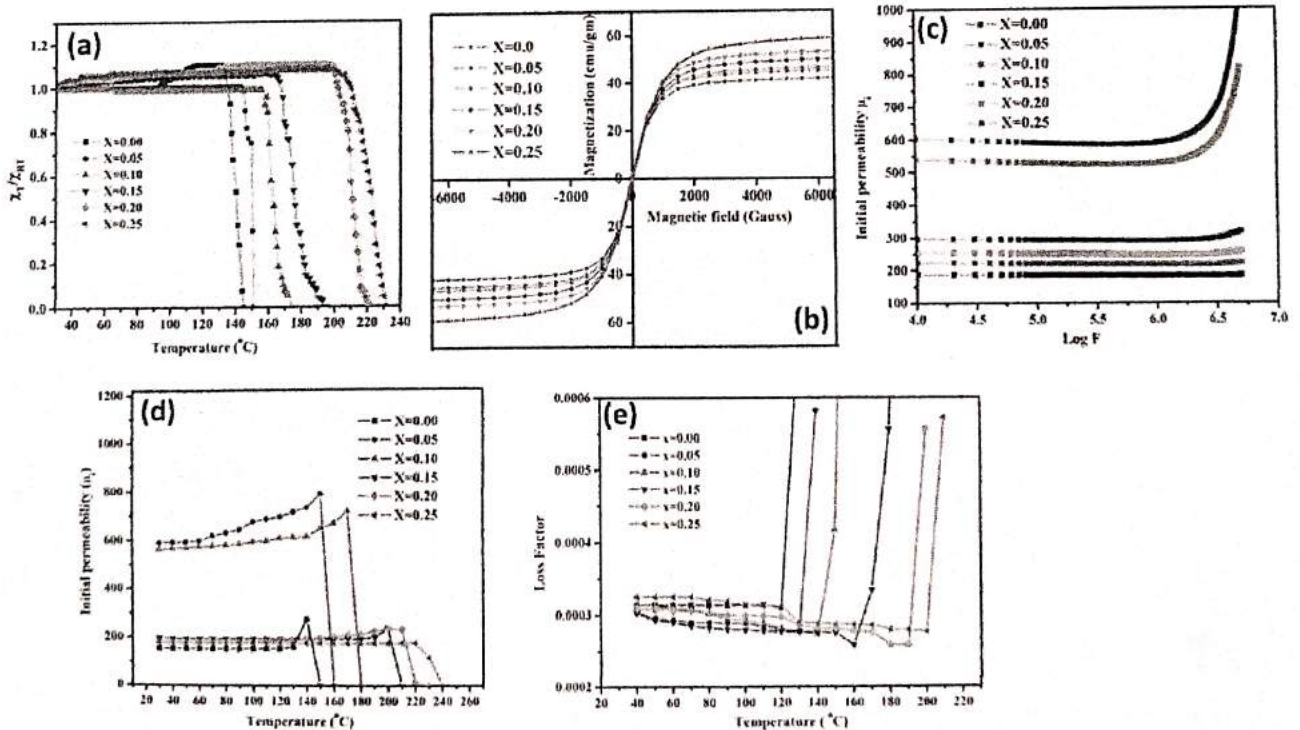 (a)
1.2
1.0
0.8
0.6
0.4
0.2
0.0
χT/χRT
X=0.00
X=0.05
X=0.10
X=0.15
X=0.20
X=0.25
40 60 80 100 120 140 160 180 200 220 240
Temperature (°C)
X=0.0
X=0.05
X=0.10
X=0.15
X=0.20
X=0.25
Magnetization (emu/gm)
60
40
20
0
-6000 -4000 -2000 0 2000 4000 6000
Magnetic field (Gauss)
20
40
60
(b)
(c)
1000
900
800
700
600
500
400
300
200
100
Initial permeability μi
X=0.00
X=0.05
X=0.10
X=0.15
X=0.20
X=0.25
4.0 4.5 5.0 5.5 6.0 6.5 7.0
Log F
(d)
1200
1000
800
600
400
200
0
Initial permeability (μi)
X=0.00
X=0.05
X=0.10
X=0.15
X=0.20
X=0.25
20 40 60 80 100 120 140 160 180 200 220 240 260
Temperature (°C)
(e)
0.0006
0.0005
0.0004
0.0003
0.0002
Loss Factor
x=0.00
x=0.05
x=0.10
x=0.15
x=0.20
x=0.25
20 40 60 80 100 120 140 160 180 200 220
Temperature (°C)